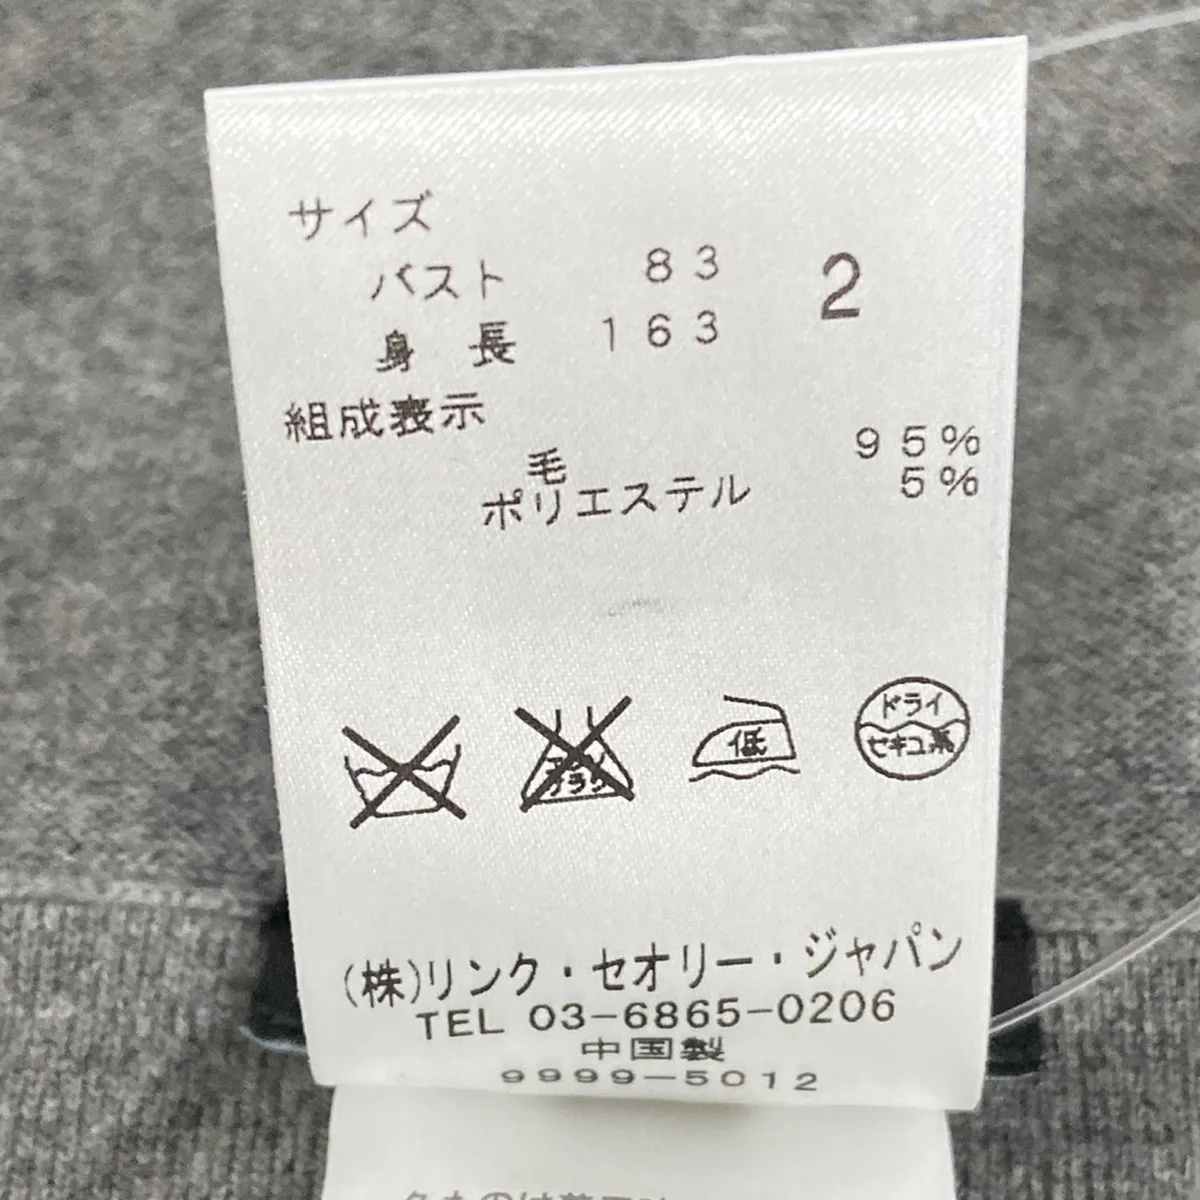 サイズ
バスト 83 2
身長 163
組成表示
毛 95%
ポリエステル 5%
低
ドライ
セキユ系
(株)リンク・セオリー・ジャパン
TEL 03-6865-0206
中国製
9999-5012